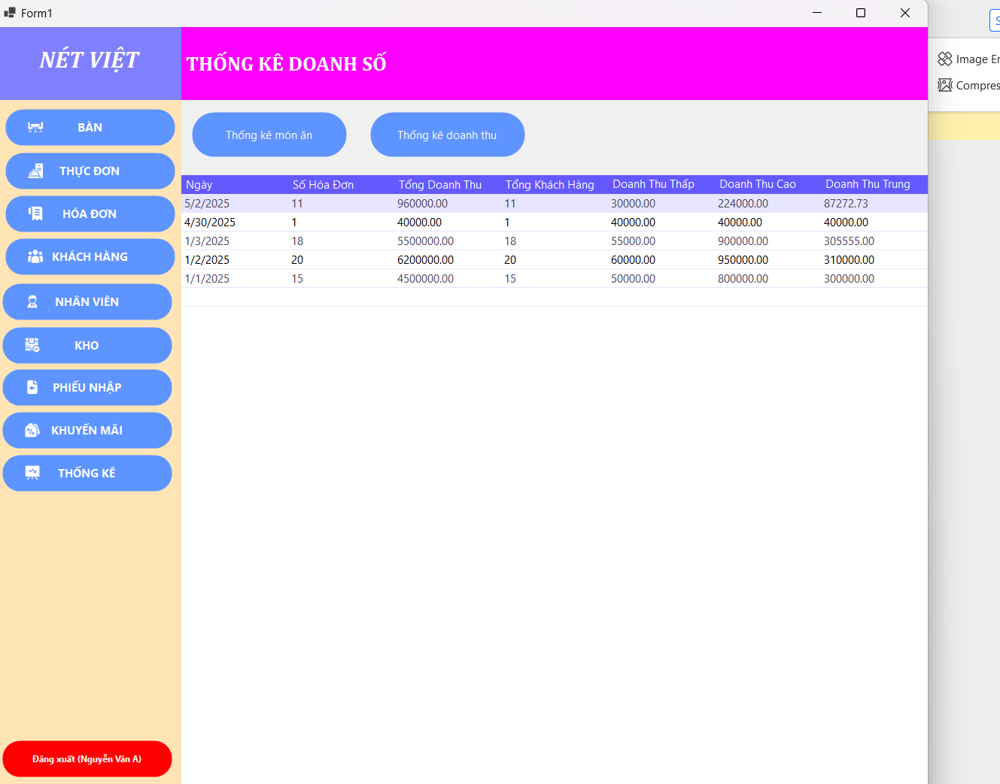 Form1
NÉT VIỆT
THỐNG KÊ DOANH SỐ
BÀN
THỰC ĐƠN
HÓA ĐƠN
KHÁCH HÀNG
NHÂN VIÊN
KHO
PHIẾU NHẬP
KHUYẾN MÃI
THỐNG KÊ
Đăng xuất (Nguyễn Văn A)
Thống kê món ăn
Thống kê doanh thu
Ngày Số Hóa Đơn Tổng Doanh Thu Tổng Khách Hàng Doanh Thu Thấp Doanh Thu Cao Doanh Thu Trung
5/2/2025 11 960000.00 11 30000.00 224000.00 87272.73
4/30/2025 1 40000.00 1 40000.00 40000.00 40000.00
1/3/2025 18 5500000.00 18 55000.00 900000.00 305555.00
1/2/2025 20 6200000.00 20 60000.00 950000.00 310000.00
1/1/2025 15 4500000.00 15 50000.00 800000.00 300000.00
Image
Compres